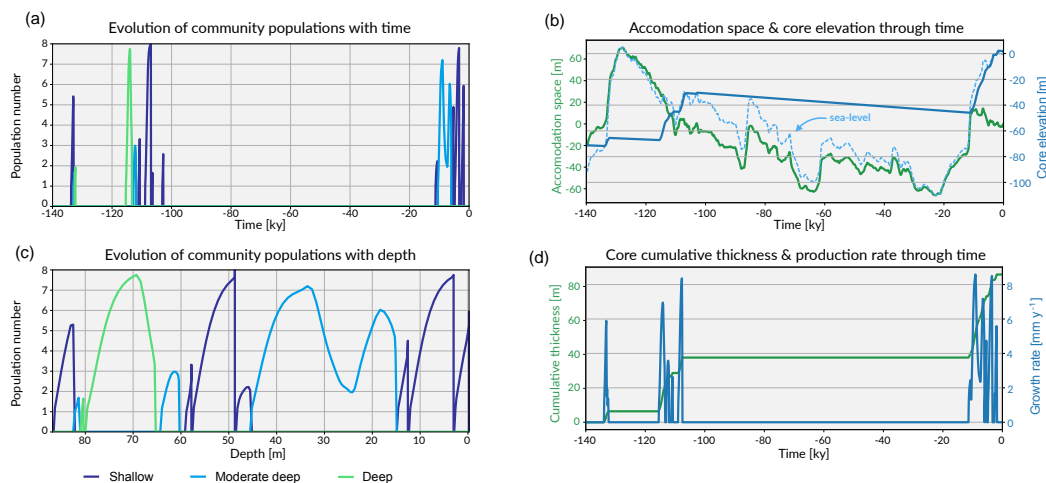 (a)
Evolution of community populations with time
Population number
8
7
6
5
4
3
2
1
0
-140 -120 -100 -80 -60 -40 -20 0
Time [ky]
(b)
Accomodation space & core elevation through time
Accomodation space [m]
60
40
20
0
-20
-40
-60
sea-level
0
-20
-40
-60
-80
-100
Core elevation [m]
-140 -120 -100 -80 -60 -40 -20 0
Time [ky]
(c)
Evolution of community populations with depth
Population number
8
7
6
5
4
3
2
1
0
80 70 60 50 40 30 20 10 0
Depth [m]
Shallow Moderate deep Deep
(d)
Core cumulative thickness & production rate through time
Cumulative thickness [m]
80
60
40
20
0
8
6
4
2
0
Growth rate [mm y⁻¹]
-140 -120 -100 -80 -60 -40 -20 0
Time [ky]